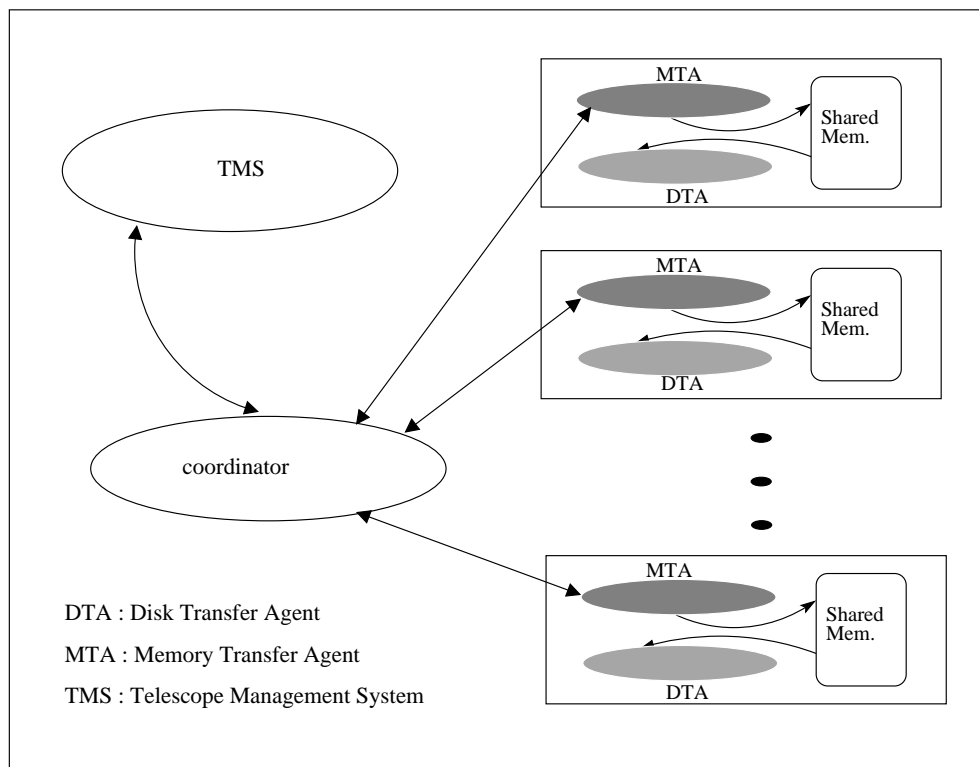 MTA
Shared
Mem.
DTA
TMS
MTA
Shared
Mem.
DTA
coordinator
MTA
Shared
Mem.
DTA
DTA : Disk Transfer Agent
MTA : Memory Transfer Agent
TMS : Telescope Management System